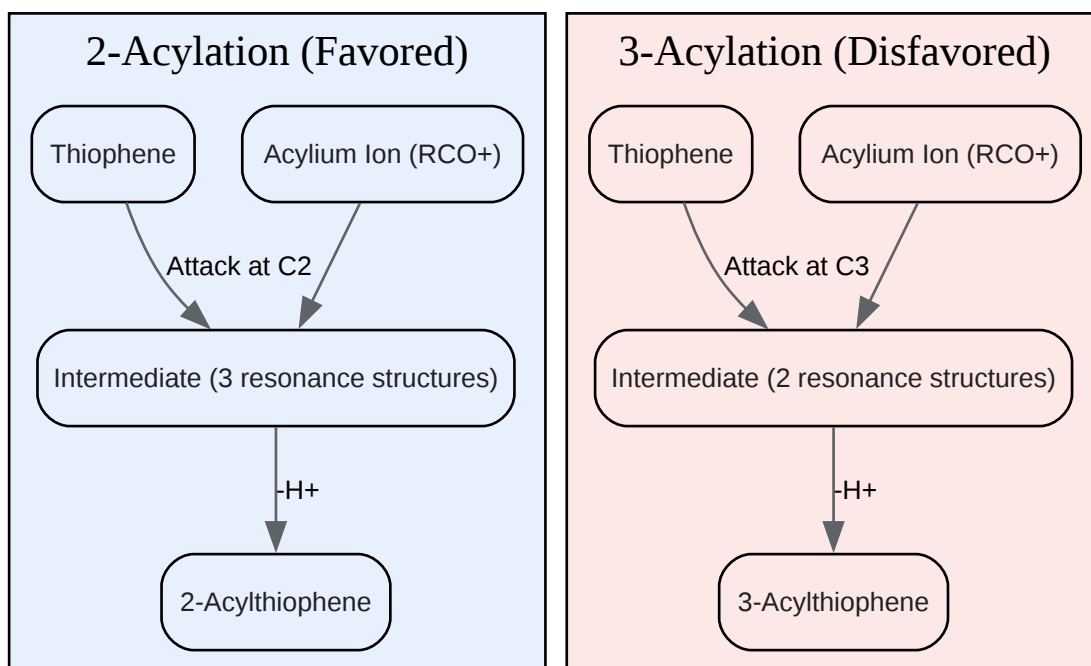 2-Acylation (Favored)
Thiophene
Acylium Ion (RCO+)
Attack at C2
Intermediate (3 resonance structures)
-H+
2-Acylthiophene
3-Acylation (Disfavored)
Thiophene
Acylium Ion (RCO+)
Attack at C3
Intermediate (2 resonance structures)
-H+
3-Acylthiophene